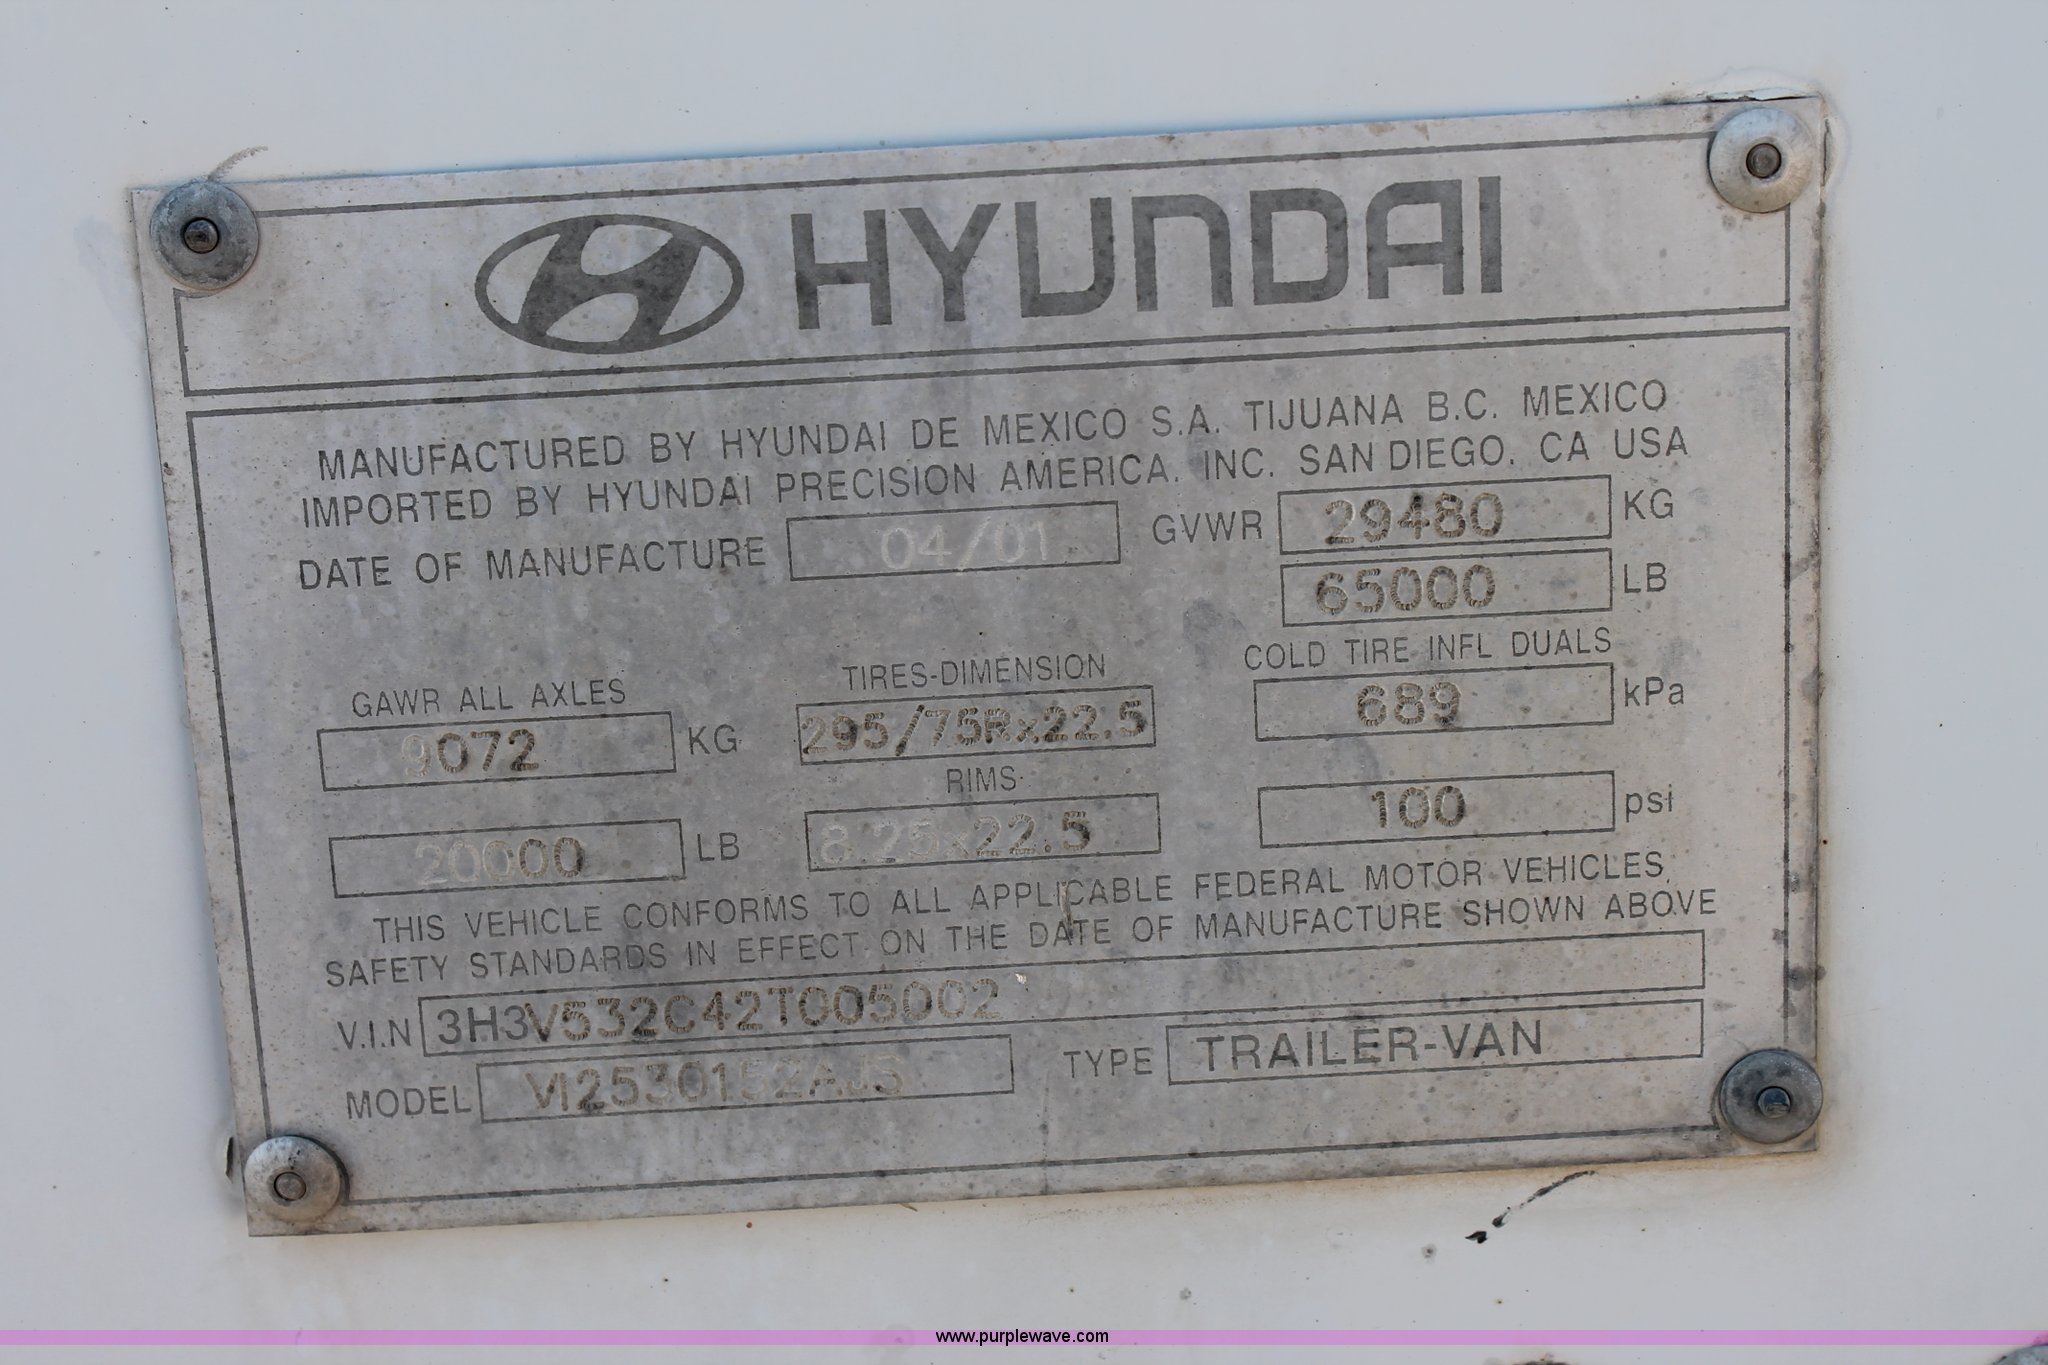 HYUNDAI
MANUFACTURED BY HYUNDAI DE MEXICO S.A. TIJUANA B.C. MEXICO
IMPORTED BY HYUNDAI PRECISION AMERICA. INC. SAN DIEGO. CA USA
DATE OF MANUFACTURE 04/01 GVWR 29480 KG
65000 LB
GAWR ALL AXLES TIRES-DIMENSION COLD TIRE INFL DUALS
9072 KG 295/75Rx22.5 689 kPa
RIMS
20000 LB 8.25x22.5 100 psi
THIS VEHICLE CONFORMS TO ALL APPLICABLE FEDERAL MOTOR VEHICLES,
SAFETY STANDARDS IN EFFECT ON THE DATE OF MANUFACTURE SHOWN ABOVE
V.I.N 3H3V532C42T005002
MODEL VI2530152AJS TYPE TRAILER-VAN
www.purplewave.com